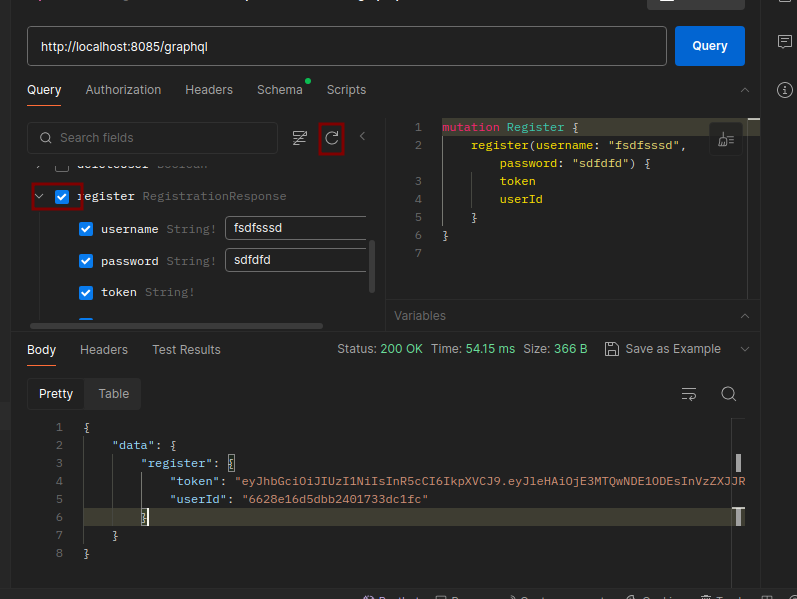 http://localhost:8085/graphql
Query
Query Authorization Headers Schema Scripts
Search fields
deleteUser Boolean
register RegistrationResponse
username String! fsdfsssd
password String! sdfdfd
token String!
1 mutation Register {
2 register(username: "fsdfsssd",
password: "sdfdfd") {
3 token
4 userId
5 }
6 }
7
Variables
Body Headers Test Results Status: 200 OK Time: 54.15 ms Size: 366 B Save as Example
Pretty Table
1 {
2 "data": {
3 "register": {
4 "token": "eyJhbGciOiJIUzI1NiIsInR5cCI6IkpXVCJ9.eyJleHAiOjE3MTQwNDE1ODEsInVzZXJJR
5 "userId": "6628e16d5dbb2401733dc1fc"
6 }
7 }
8 }